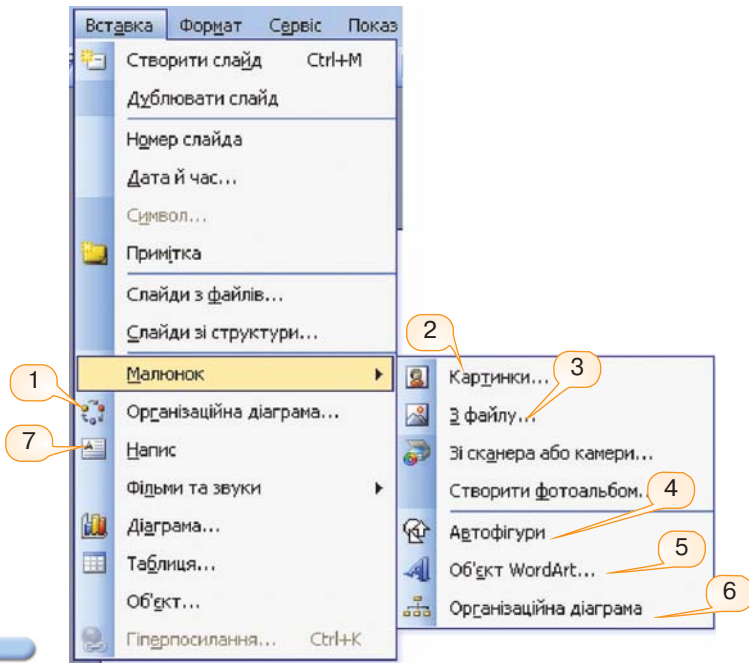 Вставка Формат Сервіс Показ
Створити слайд Ctrl+M
Дублювати слайд
Номер слайда
Дата й час...
Символ...
Примітка
Слайди з файлів...
Слайди зі структури...
Малюнок
Організаційна діаграма...
Напис
Фільми та звуки
Діаграма...
Таблиця...
Об'єкт...
Гіперпосилання... Ctrl+K
1
7
2
Картинки...
3
З файлу...
Зі сканера або камери...
Створити фотоальбом...
4
Автофігури
5
Об'єкт WordArt...
6
Організаційна діаграма